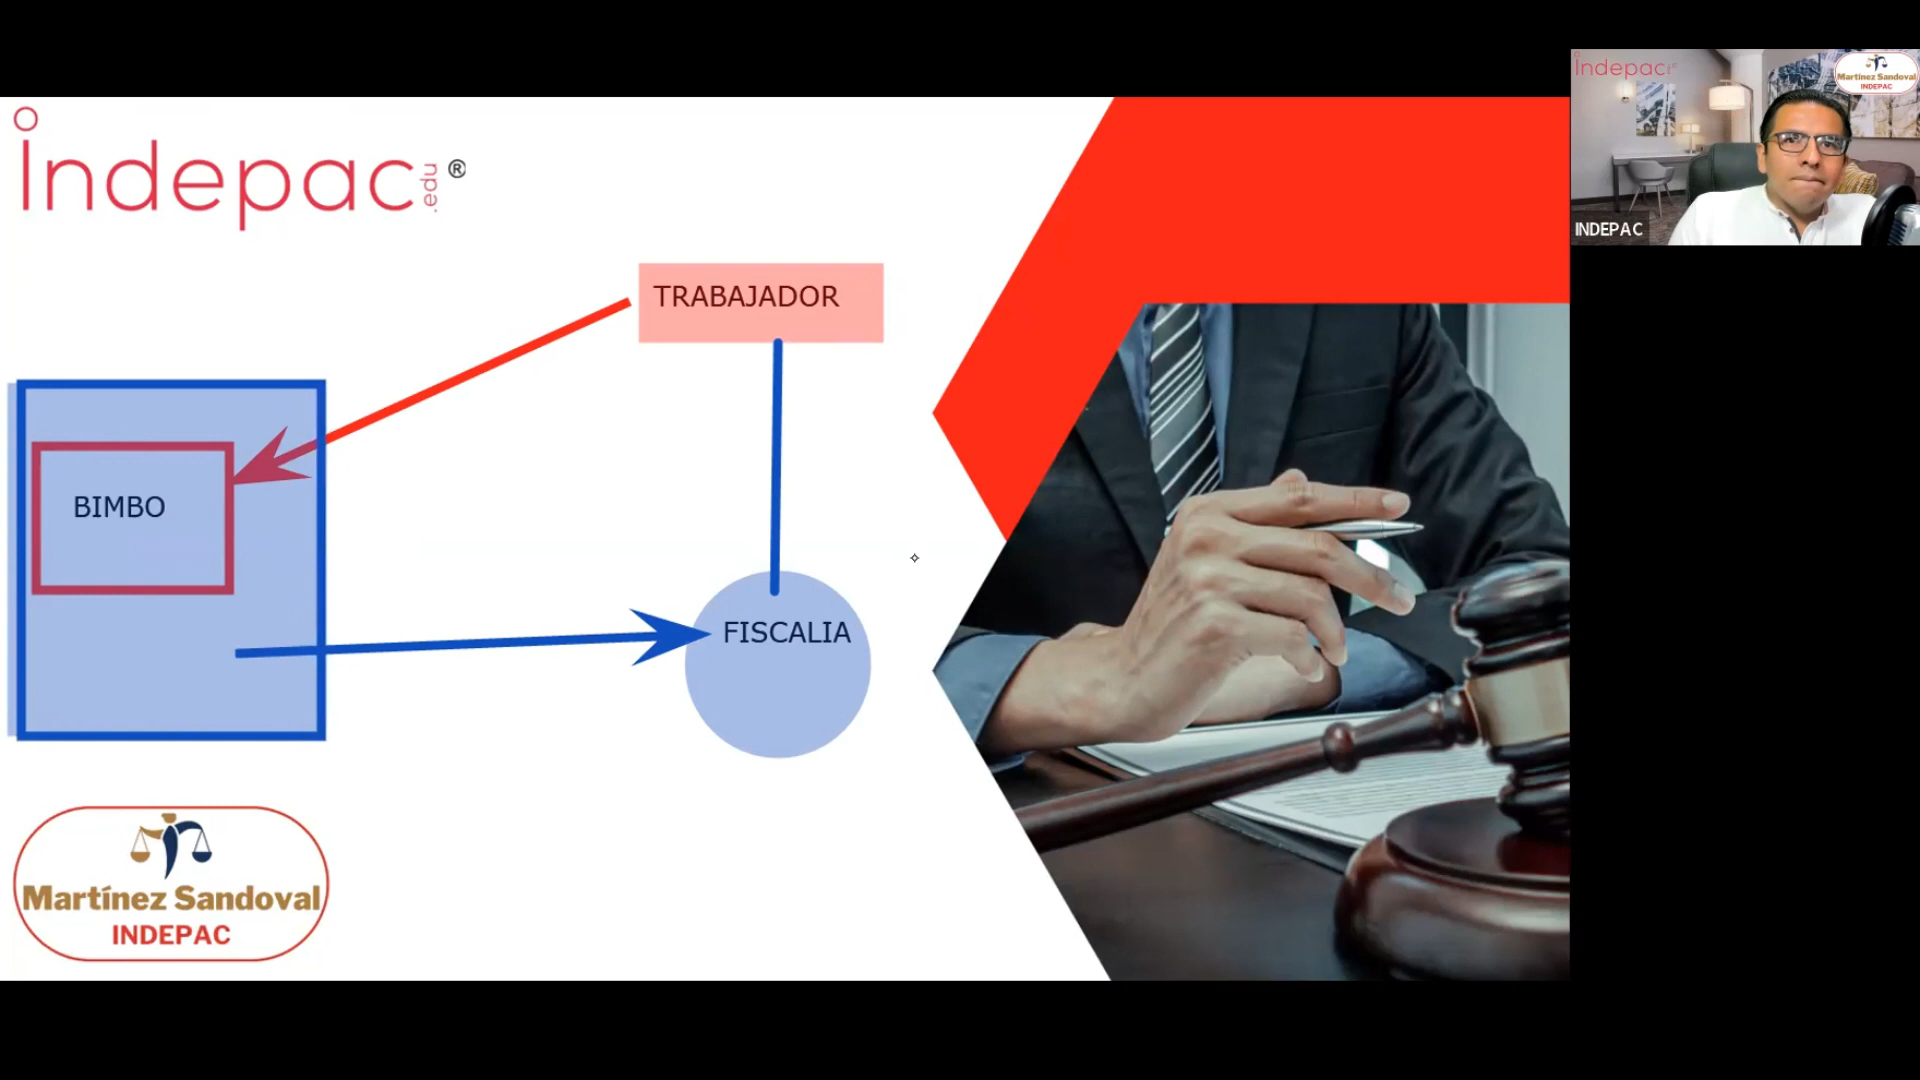 indepac.edu ®
TRABAJADOR
BIMBO
FISCALIA
Martínez Sandoval
INDEPAC
indepac
Martínez Sandoval
INDEPAC
INDEPAC